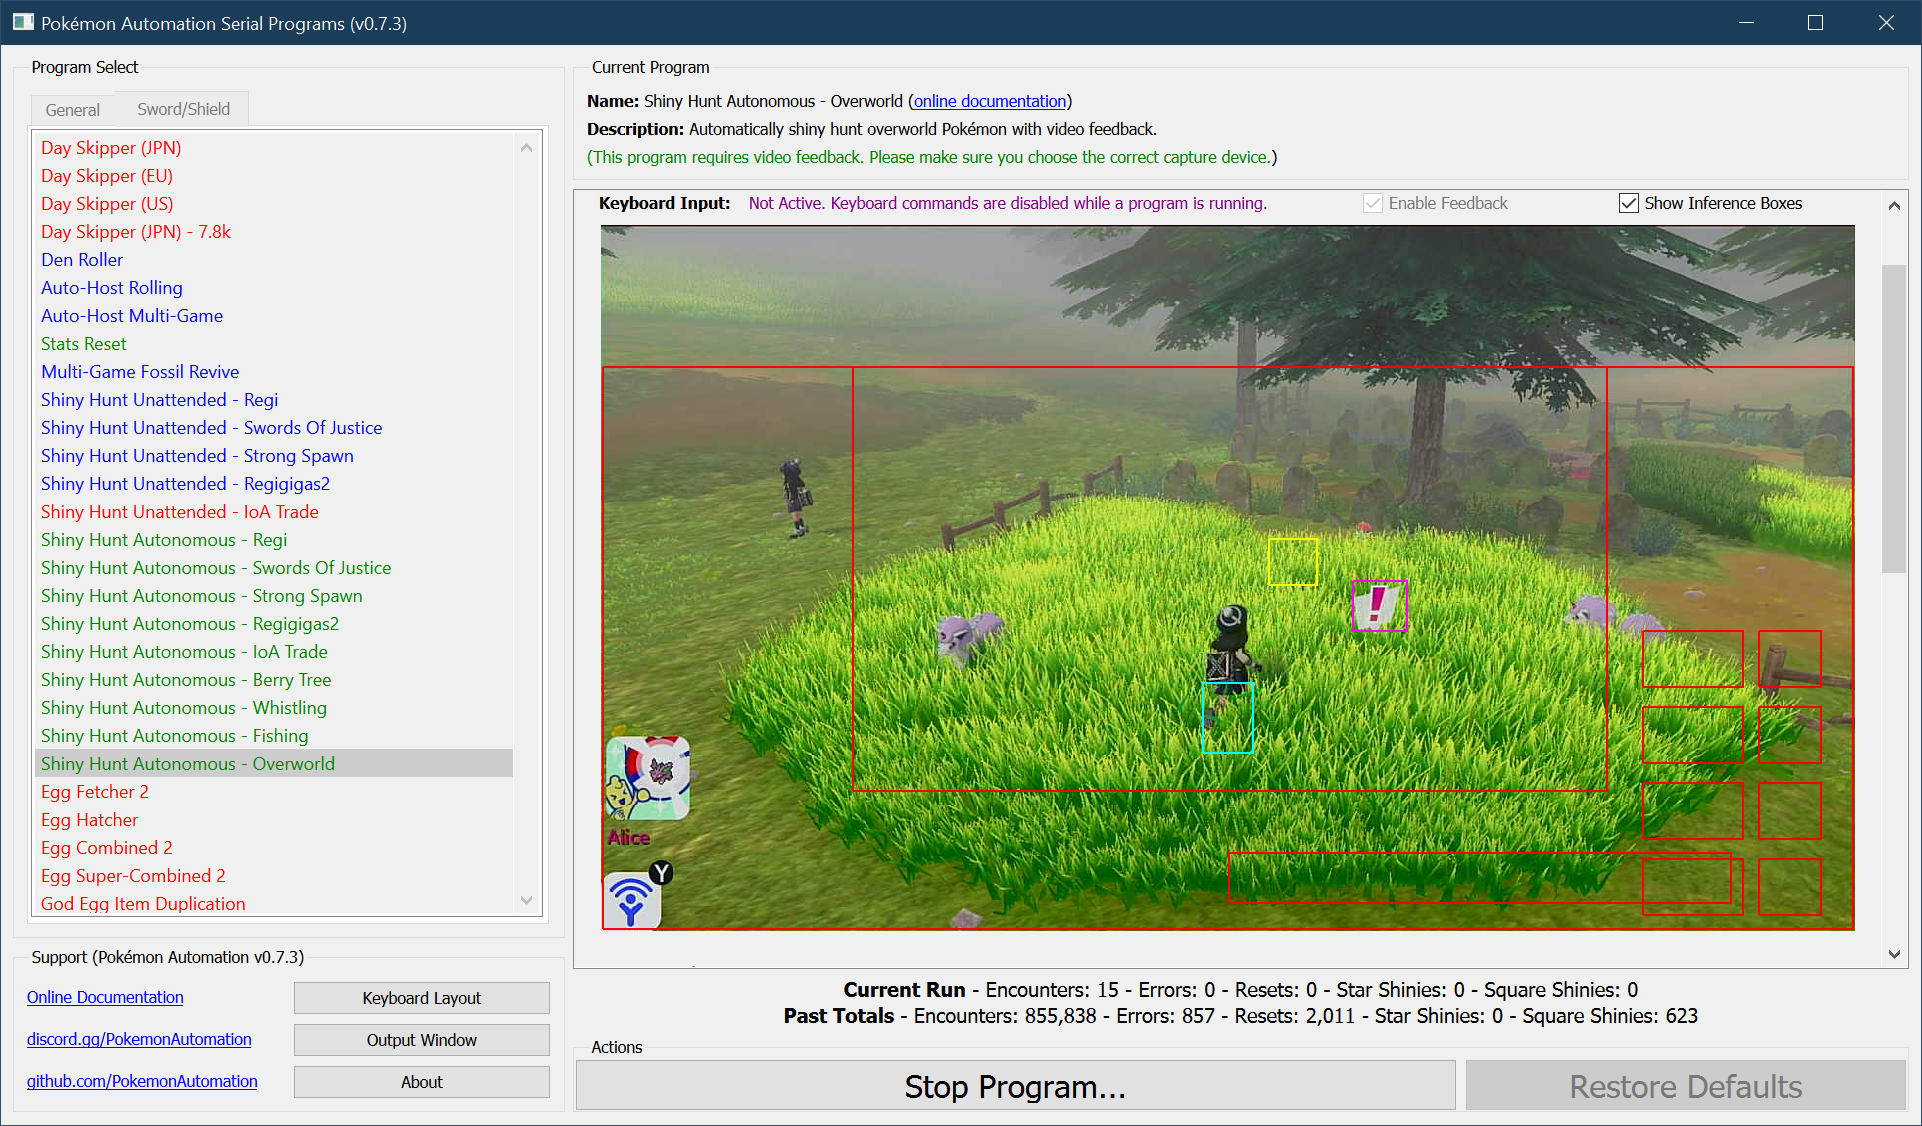 Pokémon Automation Serial Programs (v0.7.3)
Program Select
General
Sword/Shield
Day Skipper (JPN)
Day Skipper (EU)
Day Skipper (US)
Day Skipper (JPN) - 7.8k
Den Roller
Auto-Host Rolling
Auto-Host Multi-Game
Stats Reset
Multi-Game Fossil Revive
Shiny Hunt Unattended - Regi
Shiny Hunt Unattended - Swords Of Justice
Shiny Hunt Unattended - Strong Spawn
Shiny Hunt Unattended - Regigigas2
Shiny Hunt Unattended - IoA Trade
Shiny Hunt Autonomous - Regi
Shiny Hunt Autonomous - Swords Of Justice
Shiny Hunt Autonomous - Strong Spawn
Shiny Hunt Autonomous - Regigigas2
Shiny Hunt Autonomous - IoA Trade
Shiny Hunt Autonomous - Berry Tree
Shiny Hunt Autonomous - Whistling
Shiny Hunt Autonomous - Fishing
Shiny Hunt Autonomous - Overworld
Egg Fetcher 2
Egg Hatcher
Egg Combined 2
Egg Super-Combined 2
God Egg Item Duplication
Support (Pokémon Automation v0.7.3)
Online Documentation
Keyboard Layout
discord.gg/PokemonAutomation
Output Window
github.com/PokemonAutomation
About
Current Program
Name: Shiny Hunt Autonomous - Overworld (online documentation)
Description: Automatically shiny hunt overworld Pokémon with video feedback.
(This program requires video feedback. Please make sure you choose the correct capture device.)
Keyboard Input: Not Active. Keyboard commands are disabled while a program is running.
Enable Feedback
Show Inference Boxes
!
Alice
Y
Current Run - Encounters: 15 - Errors: 0 - Resets: 0 - Star Shinies: 0 - Square Shinies: 0
Past Totals - Encounters: 855,838 - Errors: 857 - Resets: 2,011 - Star Shinies: 0 - Square Shinies: 623
Actions
Stop Program...
Restore Defaults